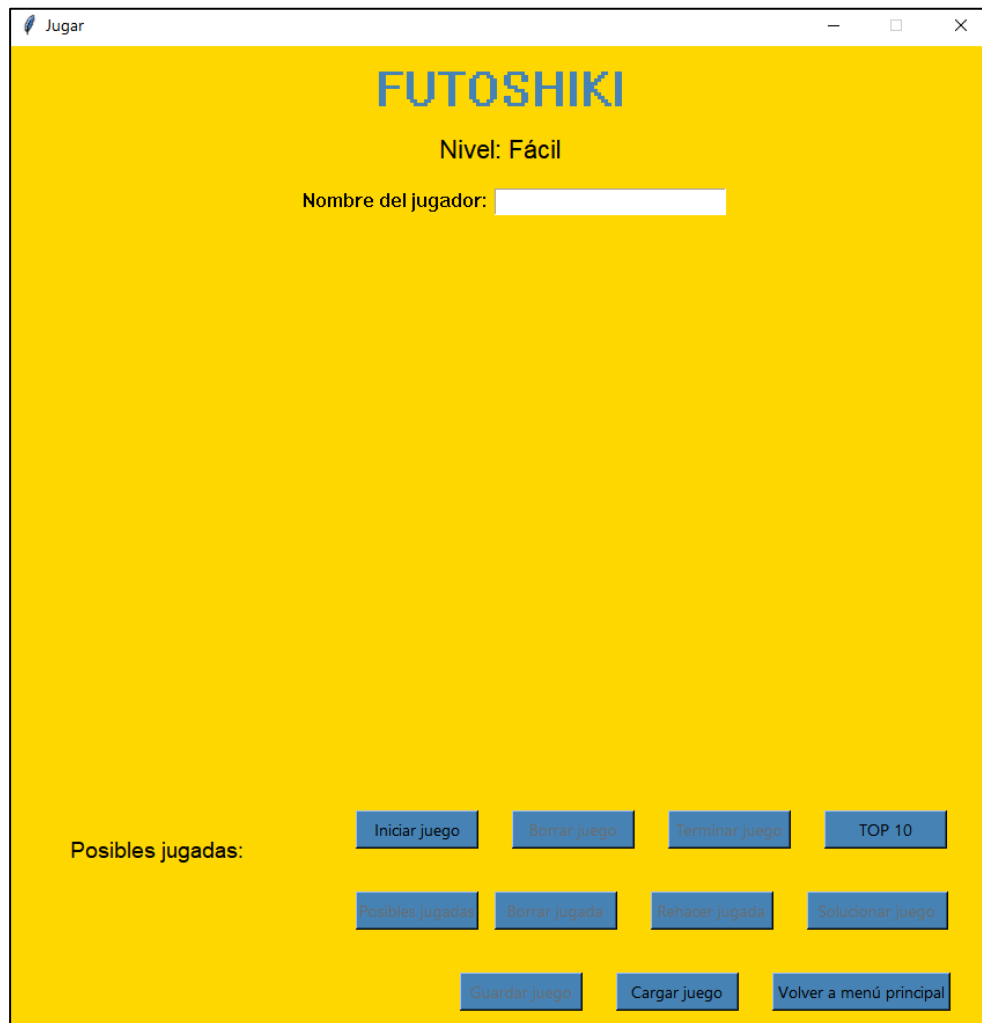 Jugar
FUTOSHIKI
Nivel: Fácil
Nombre del jugador:
Iniciar juego Borrar juego Terminar juego TOP 10
Posibles jugadas:
Posibles jugadas Borrar jugada Rehacer jugada Solucionar juego
Guardar juego Cargar juego Volver a menú principal